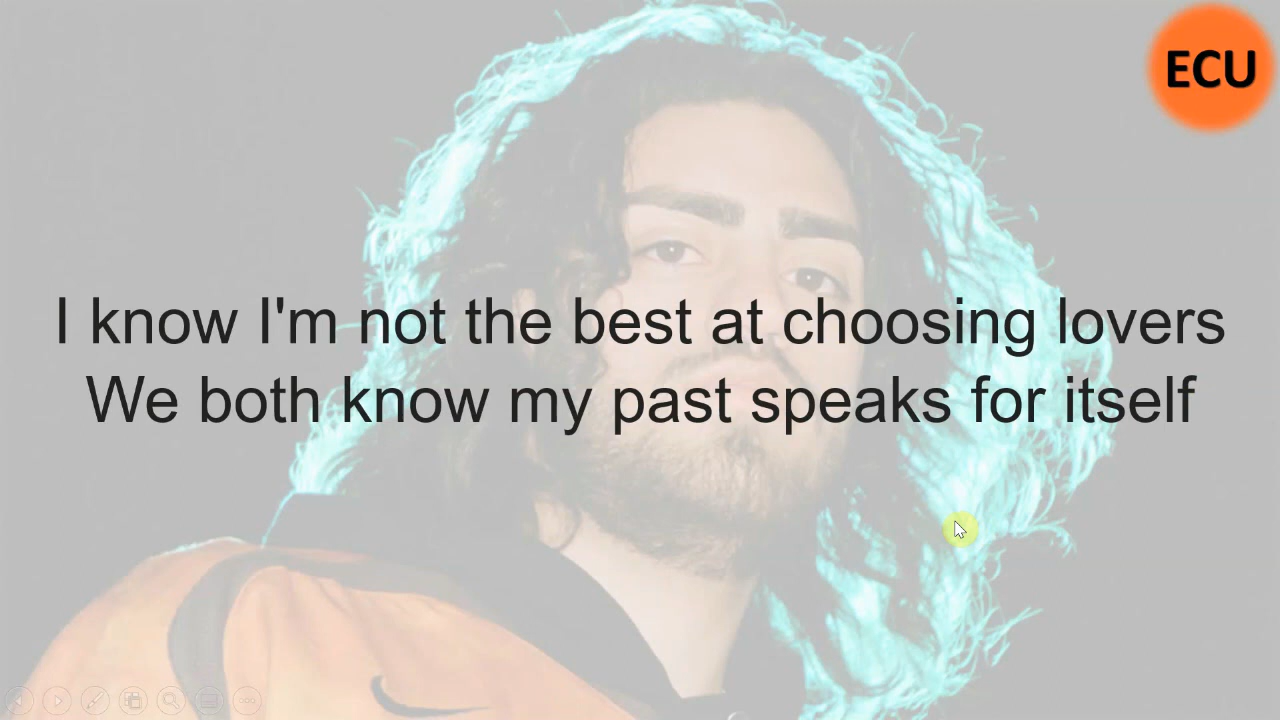 ECU
I know I'm not the best at choosing lovers
We both know my past speaks for itself